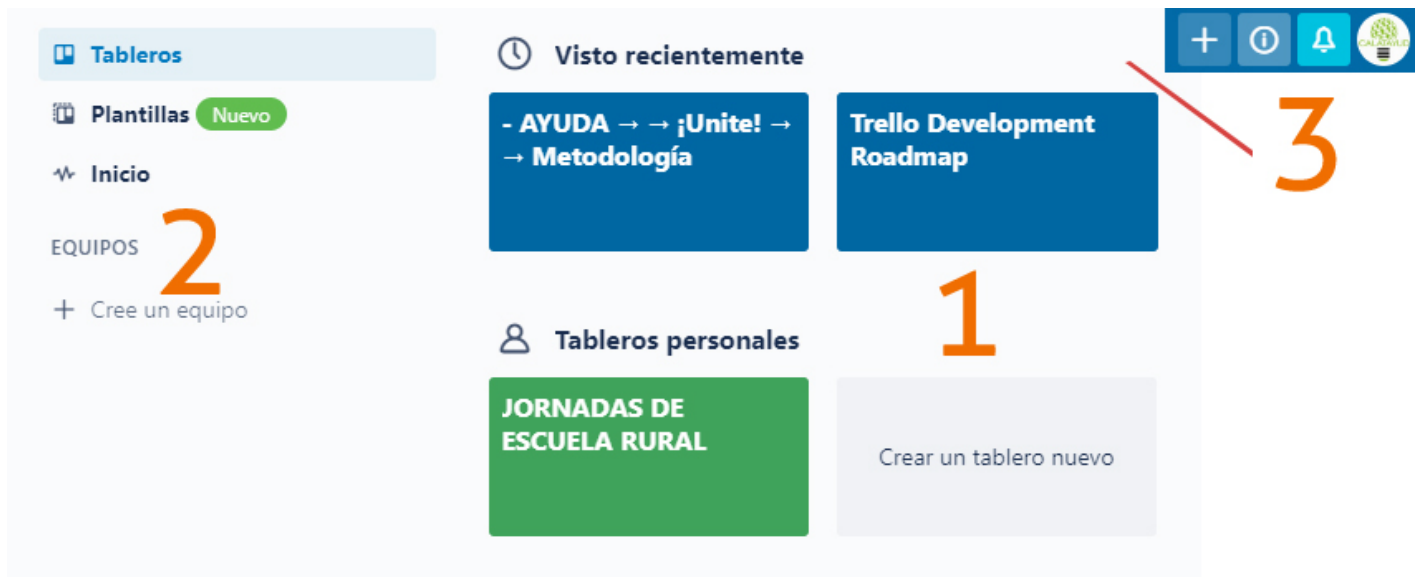 Tableros
Plantillas Nuevo
Inicio
2
EQUIPOS
+ Cree un equipo
Visto recientemente
- AYUDA → → ¡Unite! →
→ Metodología
Trello Development
Roadmap
1
Tableros personales
JORNADAS DE
ESCUELA RURAL
Crear un tablero nuevo
CALATAYUD
3